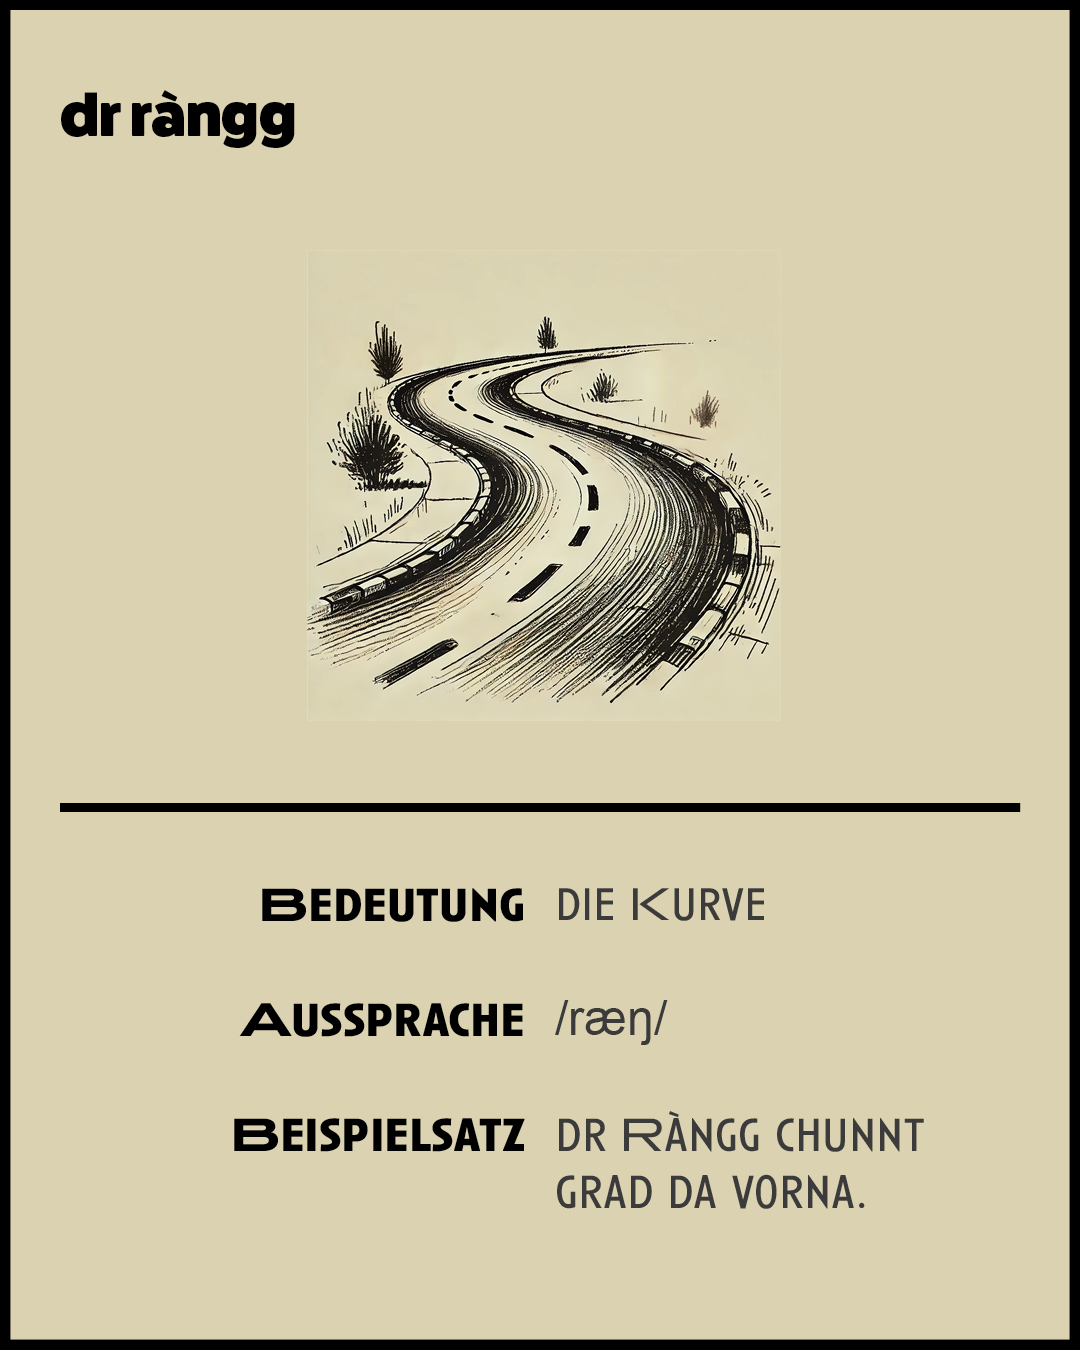 dr ràngg
Bedeutung die Kurve
Aussprache /ræŋ/
Beispielsatz dr Ràngg chunnt
grad da vorna.